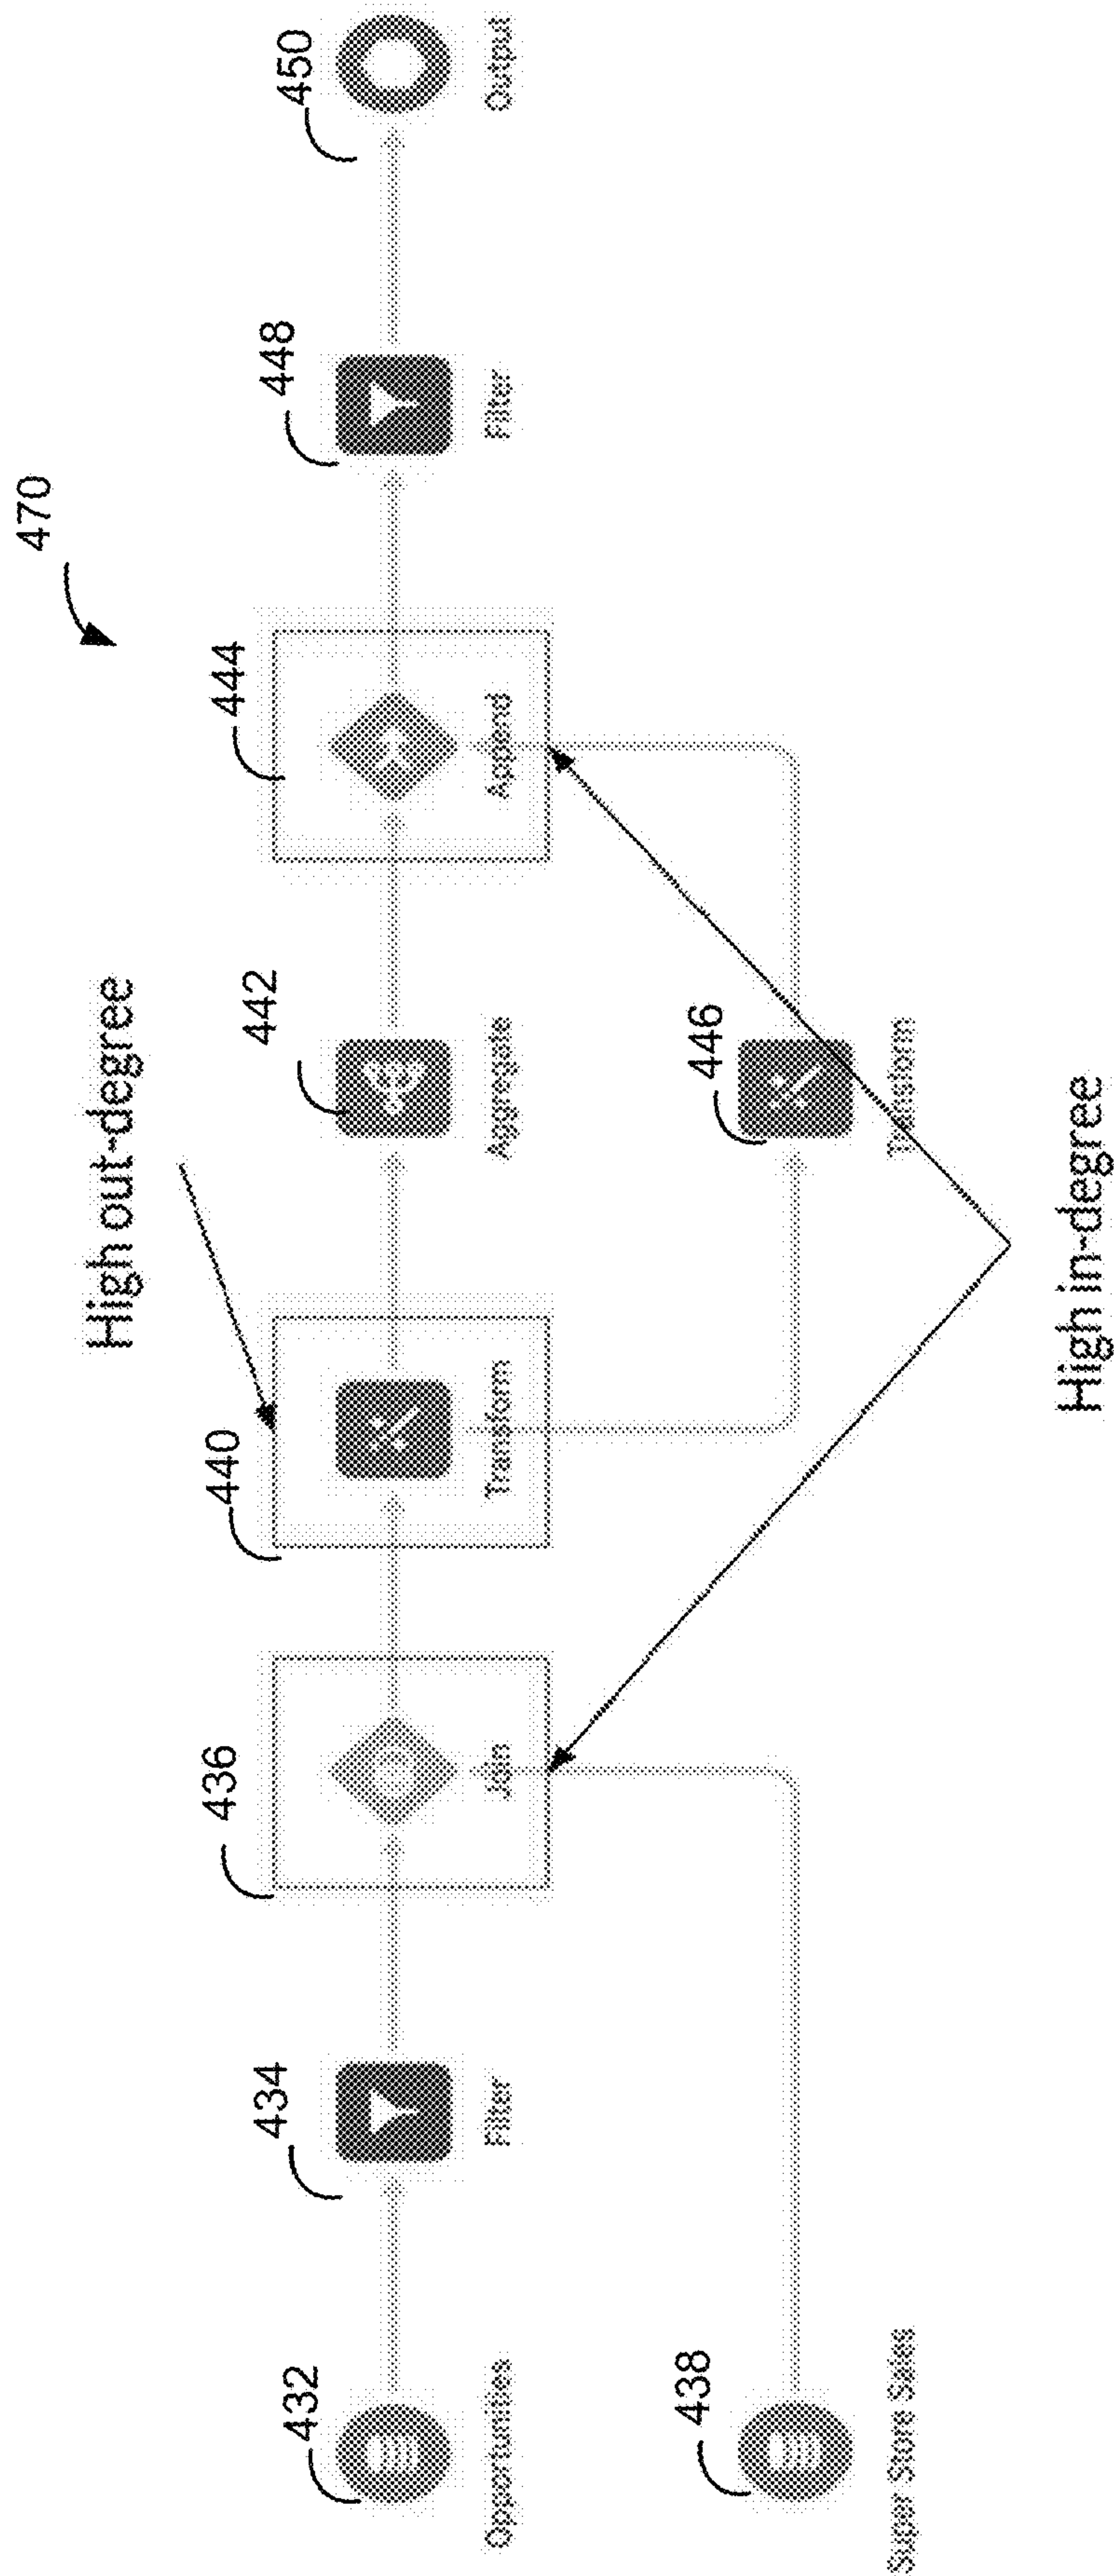 470
High out-degree
432
434
436
440
442
444
448
450
Opportunities
Filter
Join
Transform
Aggregate
Append
Filter
Output
438
446
Super Store Sales
Transform
High in-degree